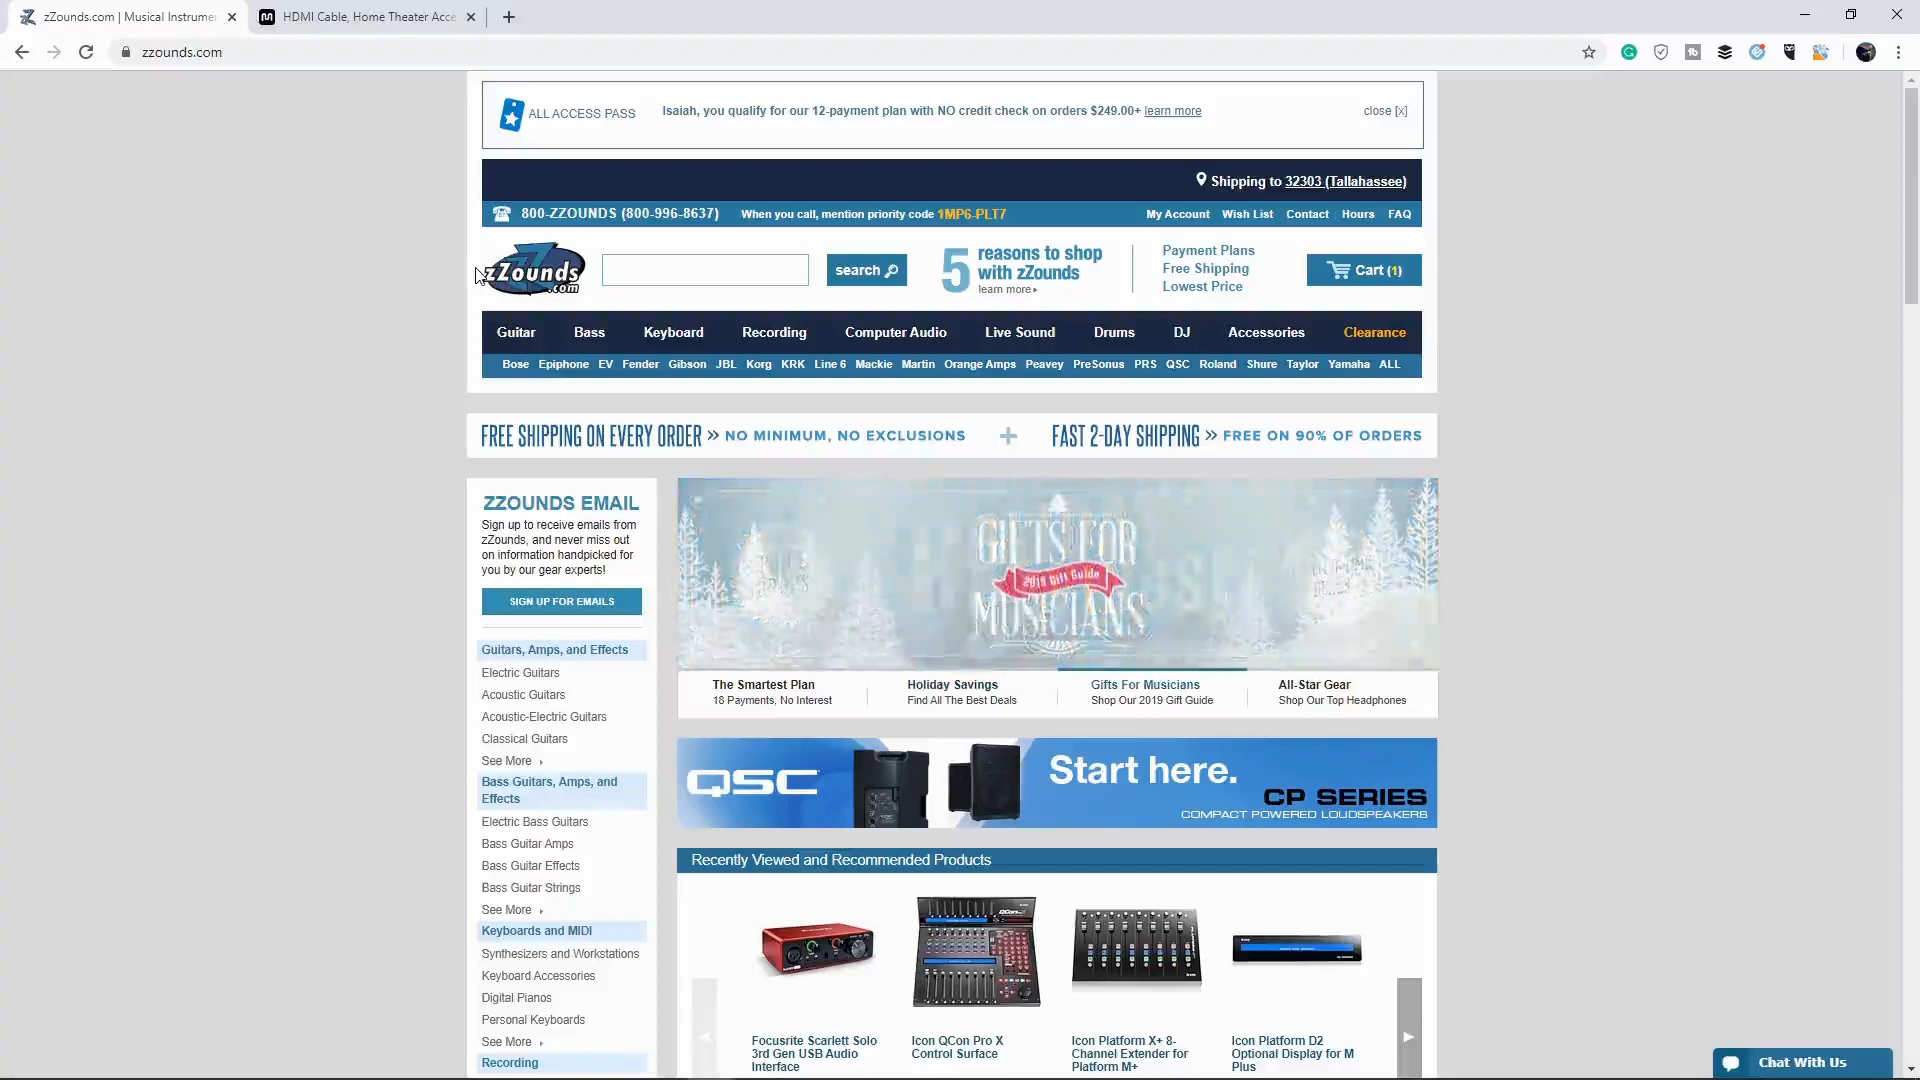 zZounds.com | Musical Instrumen
HDMI Cable, Home Theater Acce
zzounds.com
ALL ACCESS PASS
Isaiah, you qualify for our 12-payment plan with NO credit check on orders $249.00+ learn more
close [x]
Shipping to 32303 (Tallahassee)
800-ZZOUNDS (800-996-8637)
When you call, mention priority code 1MP6-PLT7
My Account
Wish List
Contact
Hours
FAQ
zZounds
.com
search
5 reasons to shop
with zZounds
learn more
Payment Plans
Free Shipping
Lowest Price
Cart (1)
Guitar
Bass
Keyboard
Recording
Computer Audio
Live Sound
Drums
DJ
Accessories
Clearance
Bose
Epiphone
EV
Fender
Gibson
JBL
Korg
KRK
Line 6
Mackie
Martin
Orange Amps
Peavey
PreSonus
PRS
QSC
Roland
Shure
Taylor
Yamaha
ALL
FREE SHIPPING ON EVERY ORDER » NO MINIMUM, NO EXCLUSIONS
+
FAST 2-DAY SHIPPING » FREE ON 90% OF ORDERS
ZZOUNDS EMAIL
Sign up to receive emails from
zZounds, and never miss out
on information handpicked for
you by our gear experts!
SIGN UP FOR EMAILS
Guitars, Amps, and Effects
Electric Guitars
Acoustic Guitars
Acoustic-Electric Guitars
Classical Guitars
See More
Bass Guitars, Amps, and
Effects
Electric Bass Guitars
Bass Guitar Amps
Bass Guitar Effects
Bass Guitar Strings
See More
Keyboards and MIDI
Synthesizers and Workstations
Keyboard Accessories
Digital Pianos
Personal Keyboards
See More
Recording
GIFTS FOR
2019 Gift Guide
MUSICIANS
The Smartest Plan
18 Payments, No Interest
Holiday Savings
Find All The Best Deals
Gifts For Musicians
Shop Our 2019 Gift Guide
All-Star Gear
Shop Our Top Headphones
QSC
Start here.
CP SERIES
COMPACT POWERED LOUDSPEAKERS
Recently Viewed and Recommended Products
Focusrite Scarlett Solo
3rd Gen USB Audio
Interface
Icon QCon Pro X
Control Surface
Icon Platform X+ 8-
Channel Extender for
Platform M+
Icon Platform D2
Optional Display for M
Plus
Chat With Us